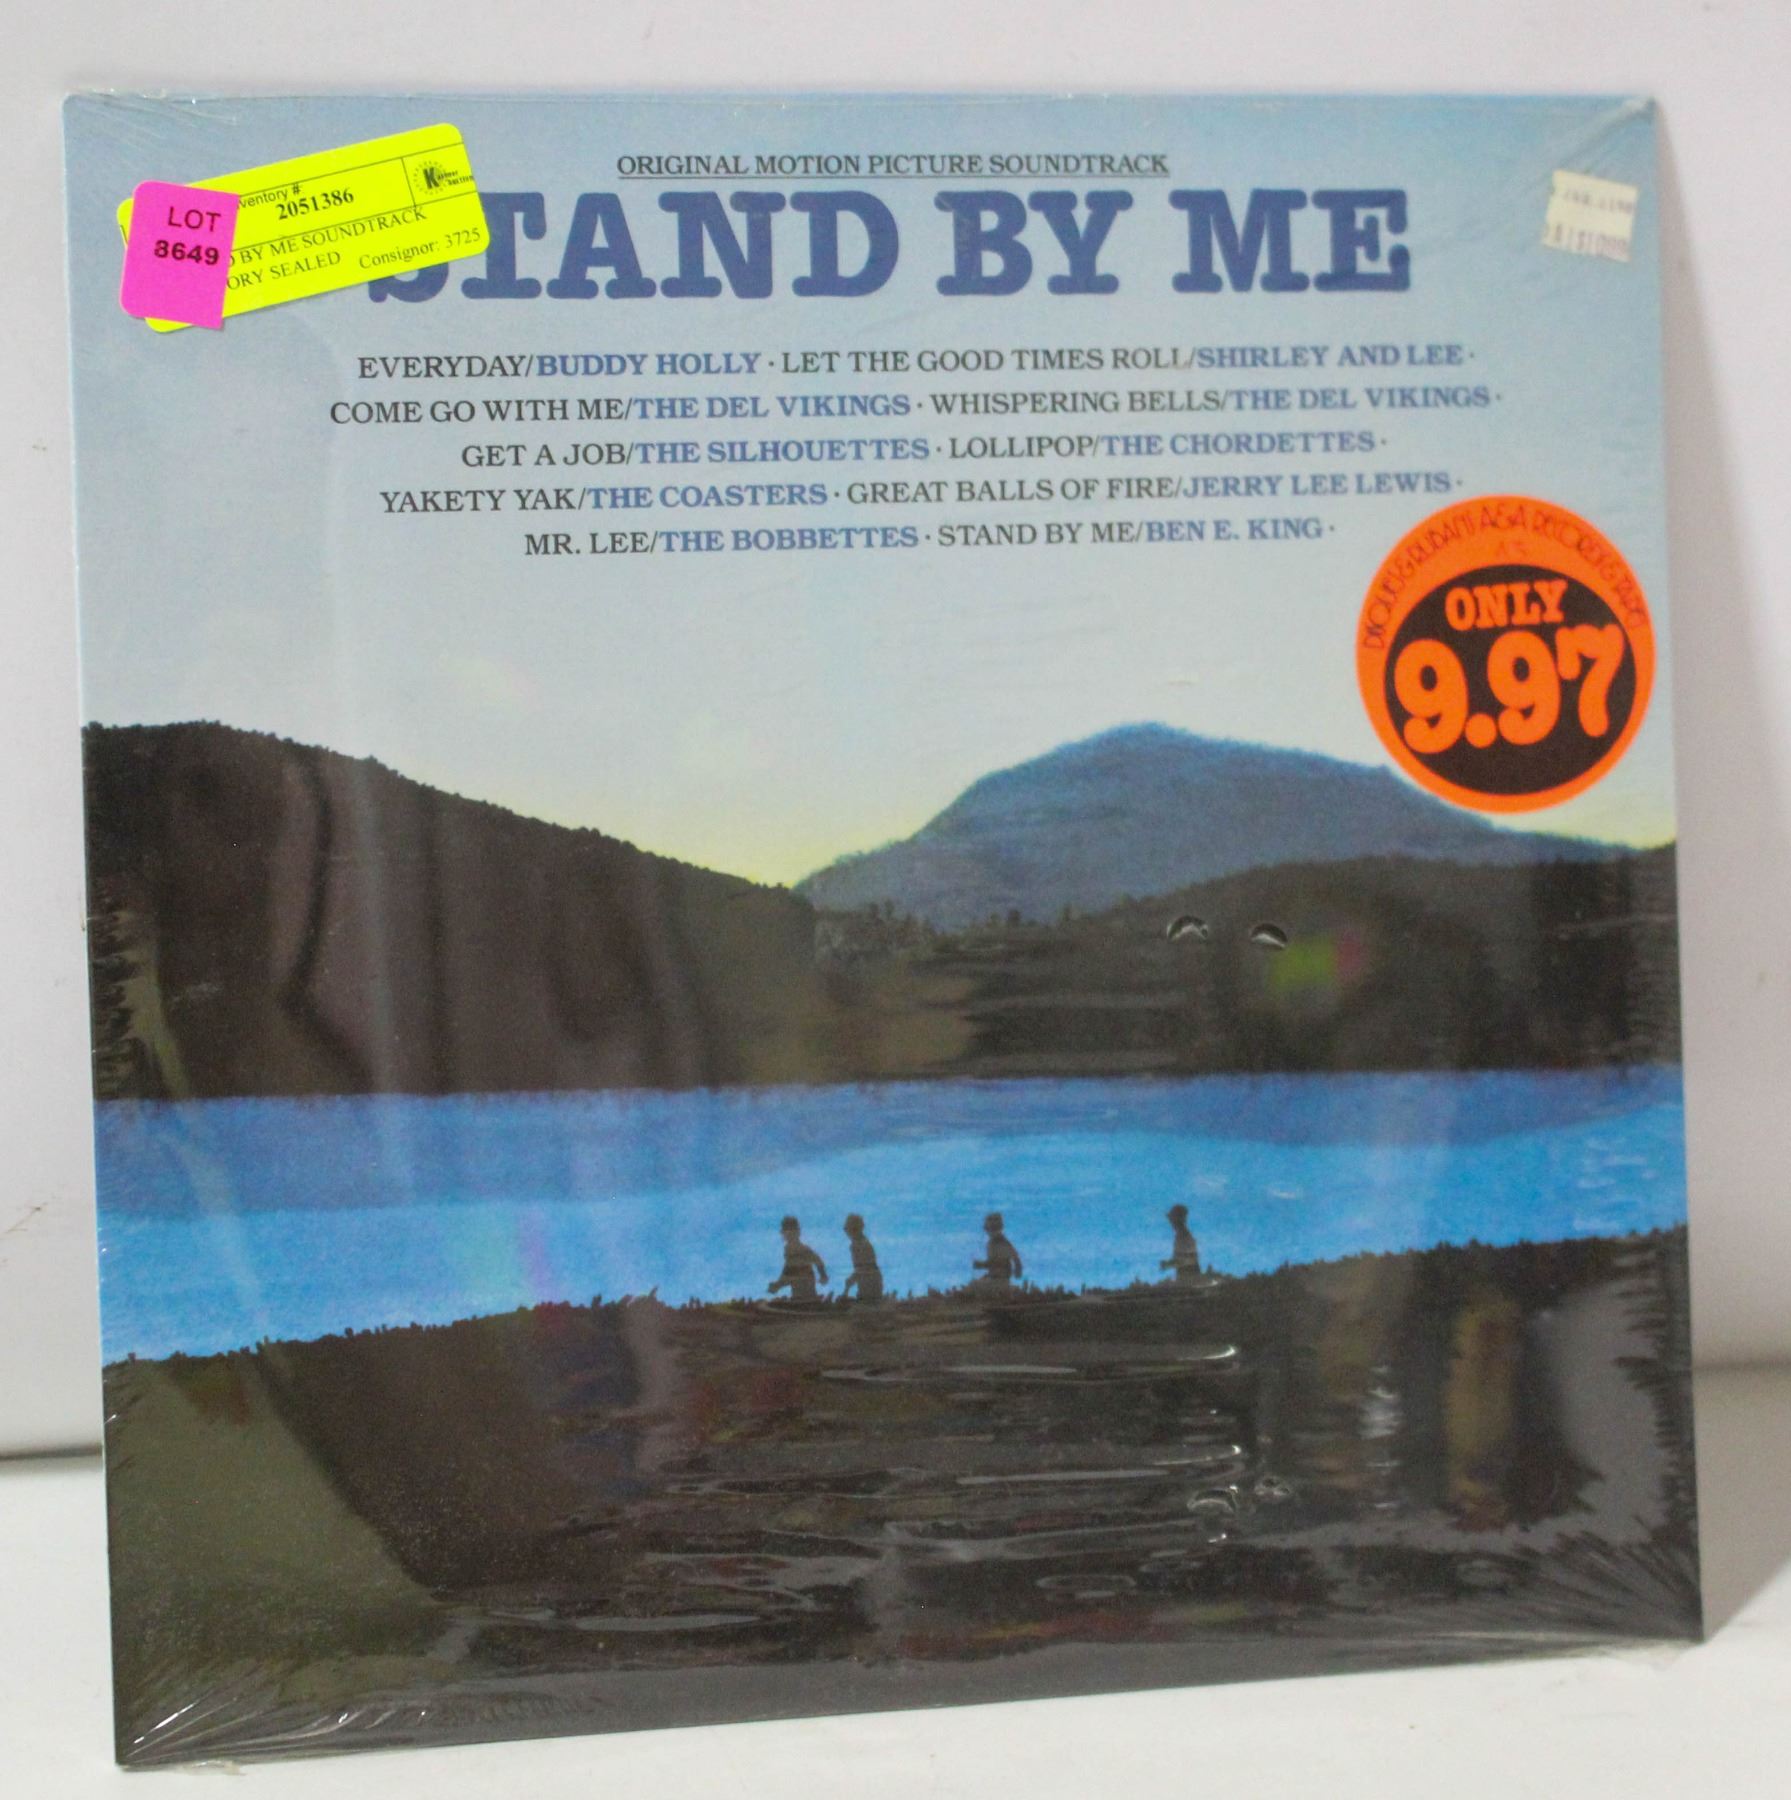 ventory #
2051386
LOT
8649
BY ME SOUNDTRACK
ORY SEALED Consignor: 3725
ORIGINAL MOTION PICTURE SOUNDTRACK
STAND BY ME
EVERYDAY/BUDDY HOLLY · LET THE GOOD TIMES ROLL/SHIRLEY AND LEE ·
COME GO WITH ME/THE DEL VIKINGS · WHISPERING BELLS/THE DEL VIKINGS ·
GET A JOB/THE SILHOUETTES · LOLLIPOP/THE CHORDETTES ·
YAKETY YAK/THE COASTERS · GREAT BALLS OF FIRE/JERRY LEE LEWIS ·
MR. LEE/THE BOBBETTES · STAND BY ME/BEN E. KING ·
A&A RECORDS & TAPES
ONLY
9.97